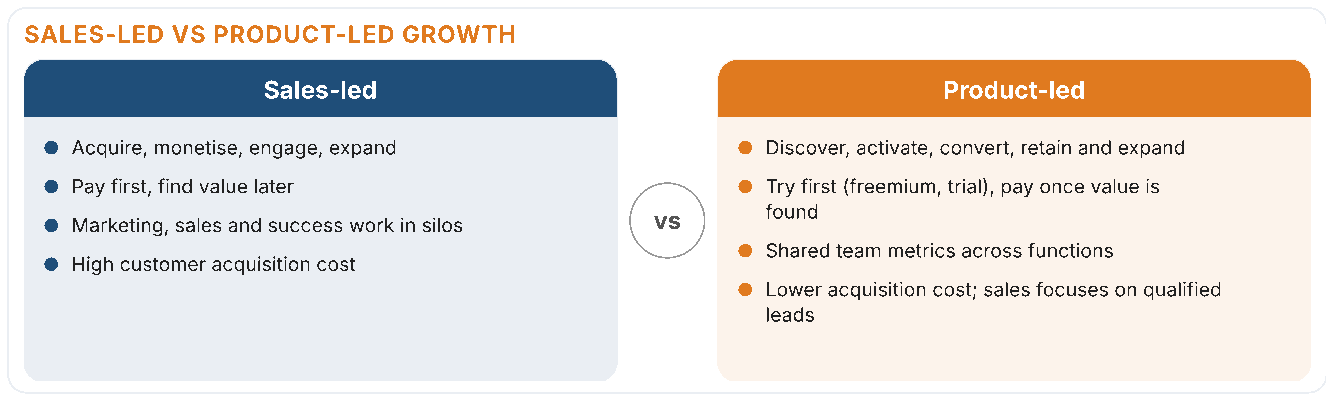 SALES-LED VS PRODUCT-LED GROWTH
Sales-led
Acquire, monetise, engage, expand
Pay first, find value later
Marketing, sales and success work in silos
High customer acquisition cost
vs
Product-led
Discover, activate, convert, retain and expand
Try first (freemium, trial), pay once value is
found
Shared team metrics across functions
Lower acquisition cost; sales focuses on qualified
leads